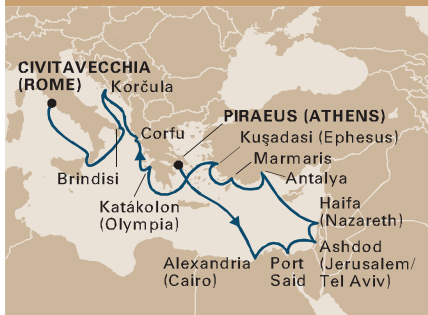 CIVITAVECCHIA
(ROME)
Korčula
Corfu
PIRAEUS (ATHENS)
Kuşadasi (Ephesus)
Marmaris
Antalya
Brindisi
Katákolon
(Olympia)
Haifa
(Nazareth)
Ashdod
(Jerusalem/
Tel Aviv)
Alexandria
(Cairo)
Port
Said